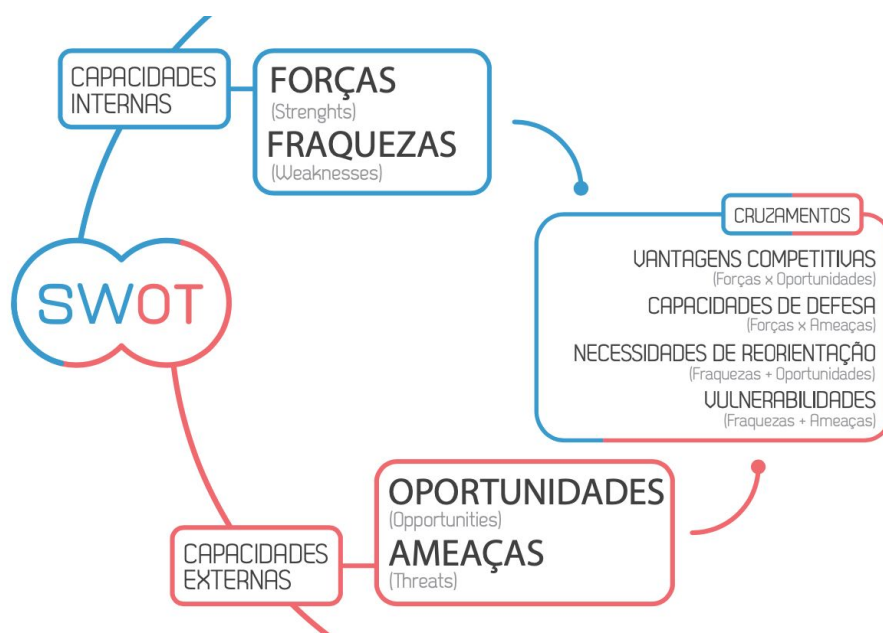 CAPACIDADES
INTERNAS
FORÇAS
(Strenghts)
FRAQUEZAS
(Weaknesses)
CRUZAMENTOS
VANTAGENS COMPETITIVAS
(Forças x Oportunidades)
CAPACIDADES DE DEFESA
(Forças x Ameaças)
NECESSIDADES DE REORIENTAÇÃO
(Fraquezas + Oportunidades)
VULNERABILIDADES
(Fraquezas + Ameaças)
SWOT
OPORTUNIDADES
(Opportunities)
AMEAÇAS
(Threats)
CAPACIDADES
EXTERNAS